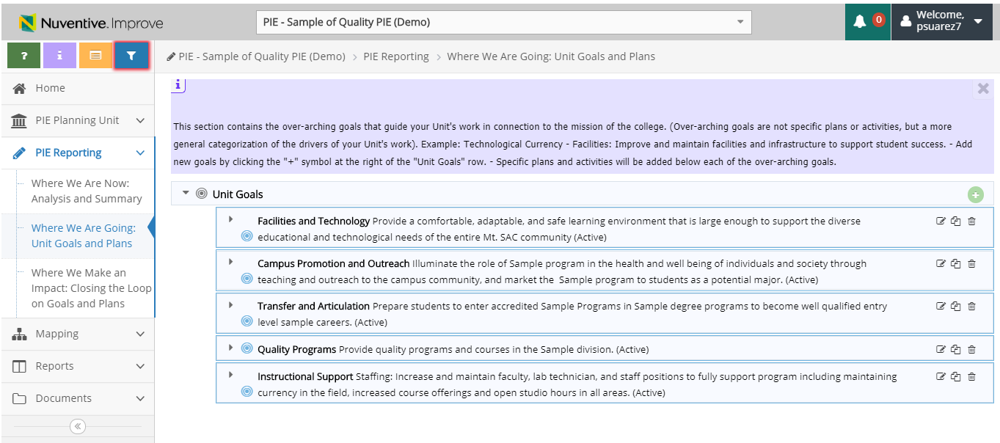 Nuventive.Improve
PIE - Sample of Quality PIE (Demo)
0
Welcome,
psuarez7
?
i
PIE - Sample of Quality PIE (Demo) > PIE Reporting > Where We Are Going: Unit Goals and Plans
Home
PIE Planning Unit
PIE Reporting
Where We Are Now:
Analysis and Summary
Where We Are Going:
Unit Goals and Plans
Where We Make an
Impact: Closing the Loop
on Goals and Plans
Mapping
Reports
Documents
i
This section contains the over-arching goals that guide your Unit's work in connection to the mission of the college. (Over-arching goals are not specific plans or activities, but a more
general categorization of the drivers of your Unit's work). Example: Technological Currency - Facilities: Improve and maintain facilities and infrastructure to support student success. - Add
new goals by clicking the "+" symbol at the right of the "Unit Goals" row. - Specific plans and activities will be added below each of the over-arching goals.
Unit Goals
Facilities and Technology Provide a comfortable, adaptable, and safe learning environment that is large enough to support the diverse
educational and technological needs of the entire Mt. SAC community (Active)
Campus Promotion and Outreach Illuminate the role of Sample program in the health and well being of individuals and society through
teaching and outreach to the campus community, and market the  Sample program to students as a potential major. (Active)
Transfer and Articulation Prepare students to enter accredited Sample Programs in Sample degree programs to become well qualified entry
level sample careers. (Active)
Quality Programs Provide quality programs and courses in the Sample division. (Active)
Instructional Support Staffing: Increase and maintain faculty, lab technician, and staff positions to fully support program including maintaining
currency in the field, increased course offerings and open studio hours in all areas. (Active)